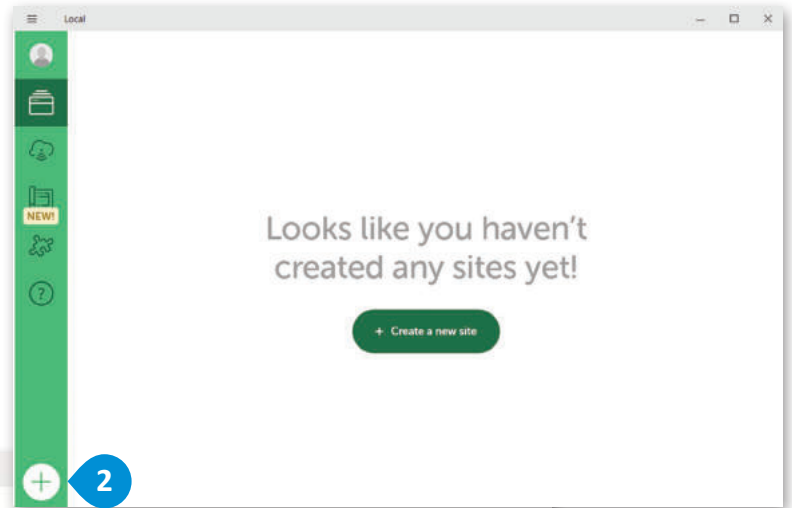 Local
NEW!
Looks like you haven't
created any sites yet!
+ Create a new site
2